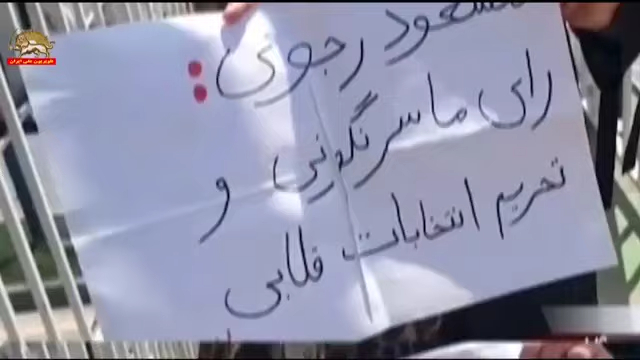 مسعود رجوی:
رای ما سرنگونی و
تحریم انتخابات قلابی